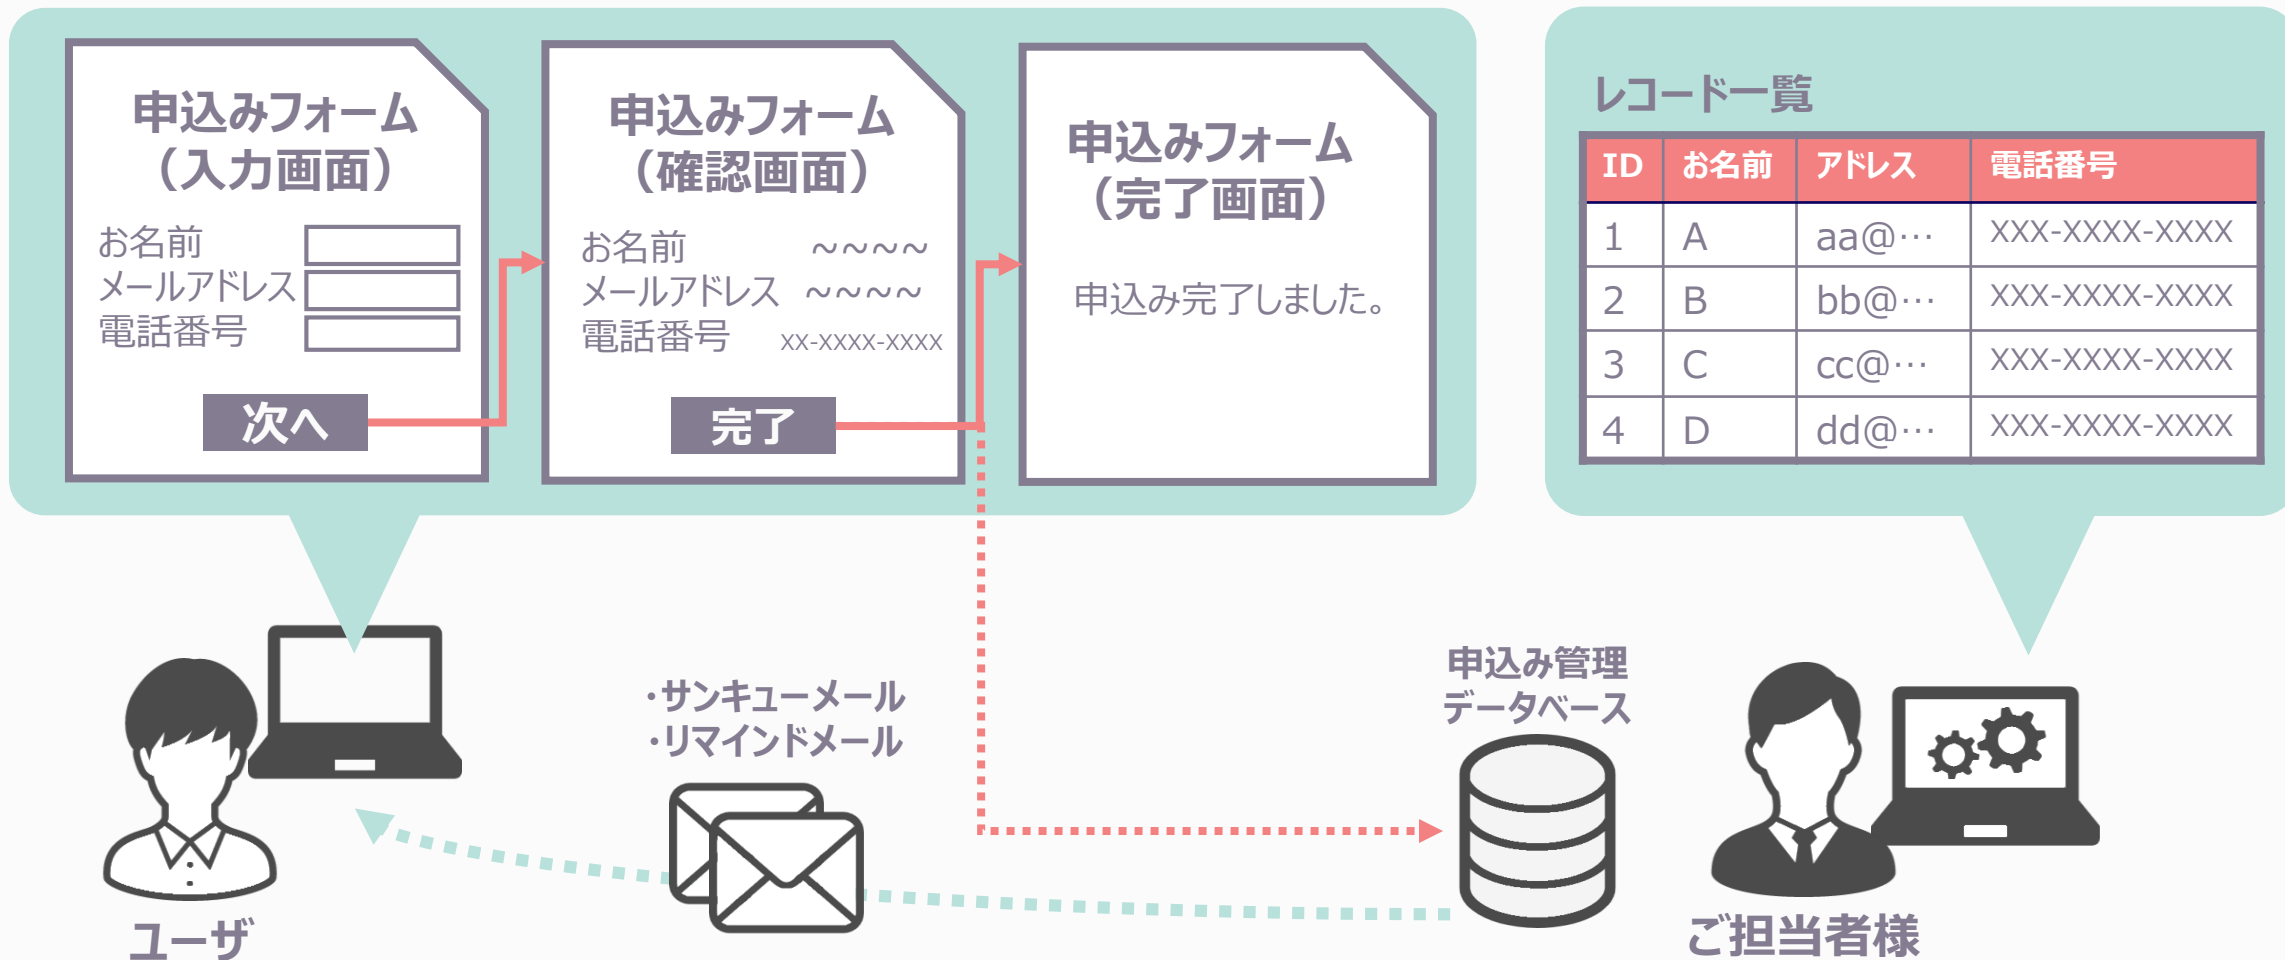 申込みフォーム
（入力画面）
お名前
メールアドレス
電話番号
次へ
申込みフォーム
（確認画面）
お名前 ~~~~
メールアドレス ~~~~
電話番号 XX-XXXX-XXXX
完了
申込みフォーム
（完了画面）
申込み完了しました。
レコード一覧
ID お名前 アドレス 電話番号
1 A aa@… XXX-XXXX-XXXX
2 B bb@… XXX-XXXX-XXXX
3 C cc@… XXX-XXXX-XXXX
4 D dd@… XXX-XXXX-XXXX
・サンキューメール
・リマインドメール
申込み管理
データベース
ユーザ
ご担当者様